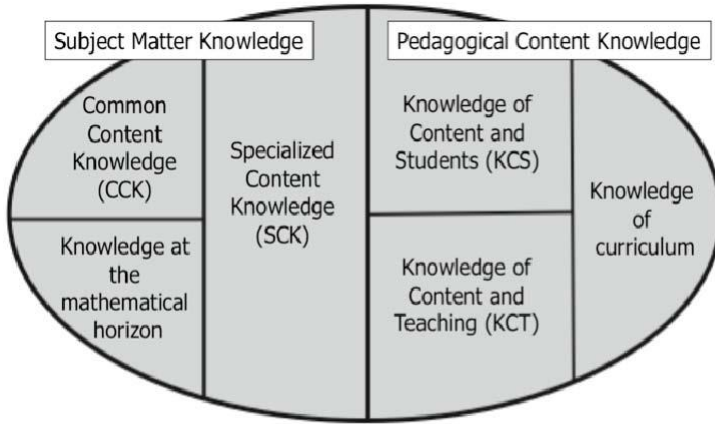 Subject Matter Knowledge
Pedagogical Content Knowledge
Common
Content
Knowledge
(CCK)
Knowledge at
the
mathematical
horizon
Specialized
Content
Knowledge
(SCK)
Knowledge of
Content and
Students (KCS)
Knowledge of
Content and
Teaching (KCT)
Knowledge
of
curriculum